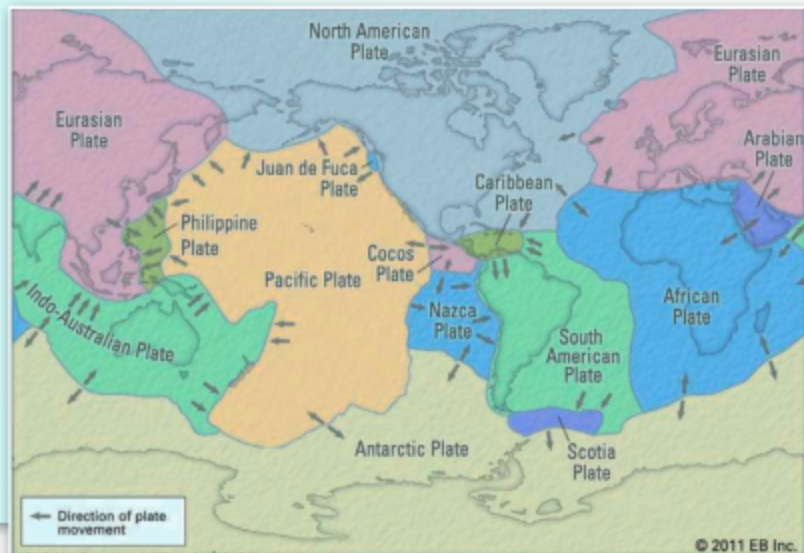 North American
Plate
Eurasian
Plate
Eurasian
Plate
Arabian
Plate
Juan de Fuca
Plate
Caribbean
Plate
Philippine
Plate
Cocos
Plate
Pacific Plate
African
Plate
Nazca
Plate
Indo-Australian Plate
South
American
Plate
Antarctic Plate
Scotia
Plate
Direction of plate
movement
© 2011 EB Inc.